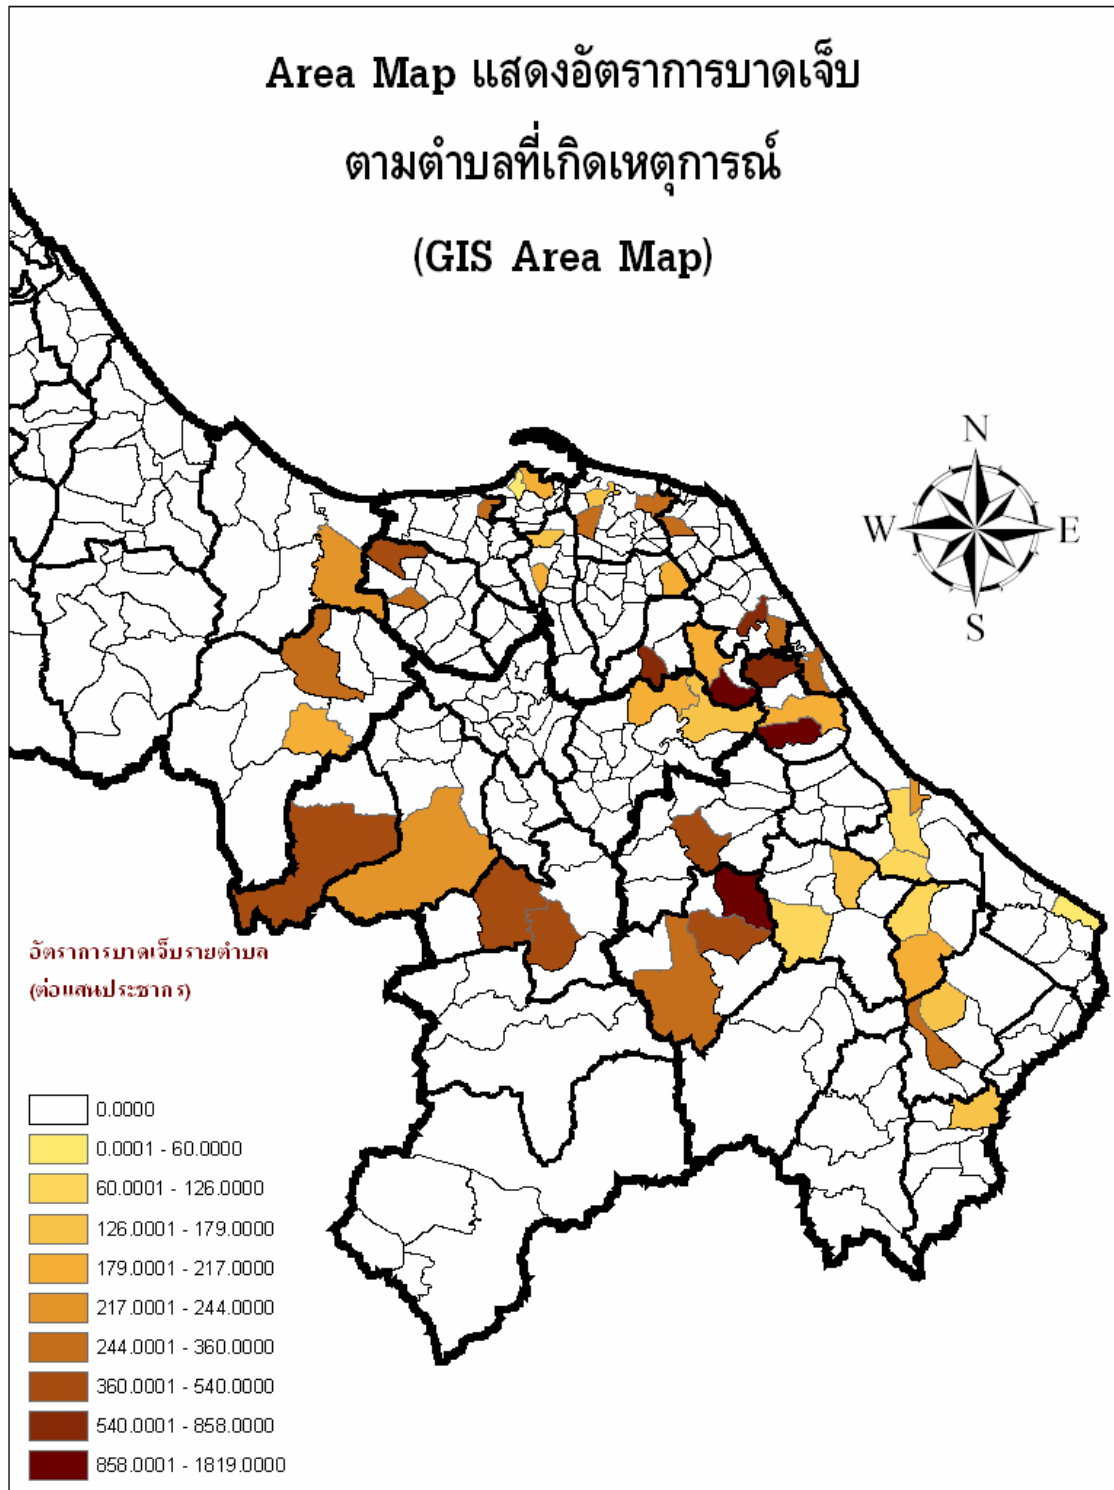 Area Map แสดงอัตราการบาดเจ็บ
ตามตำบลที่เกิดเหตุการณ์
(GIS Area Map)
N
W
E
S
อัตราการบาดเจ็บรายตำบล
(ต่อแสนประชากร)
0.0000
0.0001 - 60.0000
60.0001 - 126.0000
126.0001 - 179.0000
179.0001 - 217.0000
217.0001 - 244.0000
244.0001 - 360.0000
360.0001 - 540.0000
540.0001 - 858.0000
858.0001 - 1819.0000